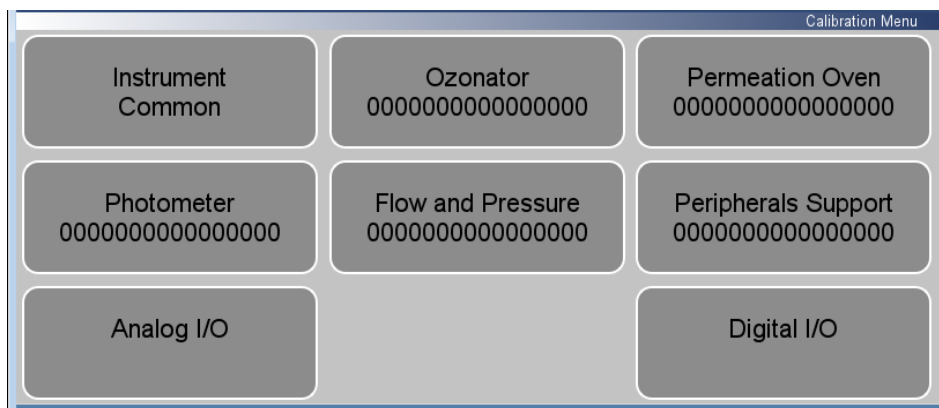 Calibration Menu
Instrument
Common
Ozonator
0000000000000000
Permeation Oven
0000000000000000
Photometer
0000000000000000
Flow and Pressure
0000000000000000
Peripherals Support
0000000000000000
Analog I/O
Digital I/O